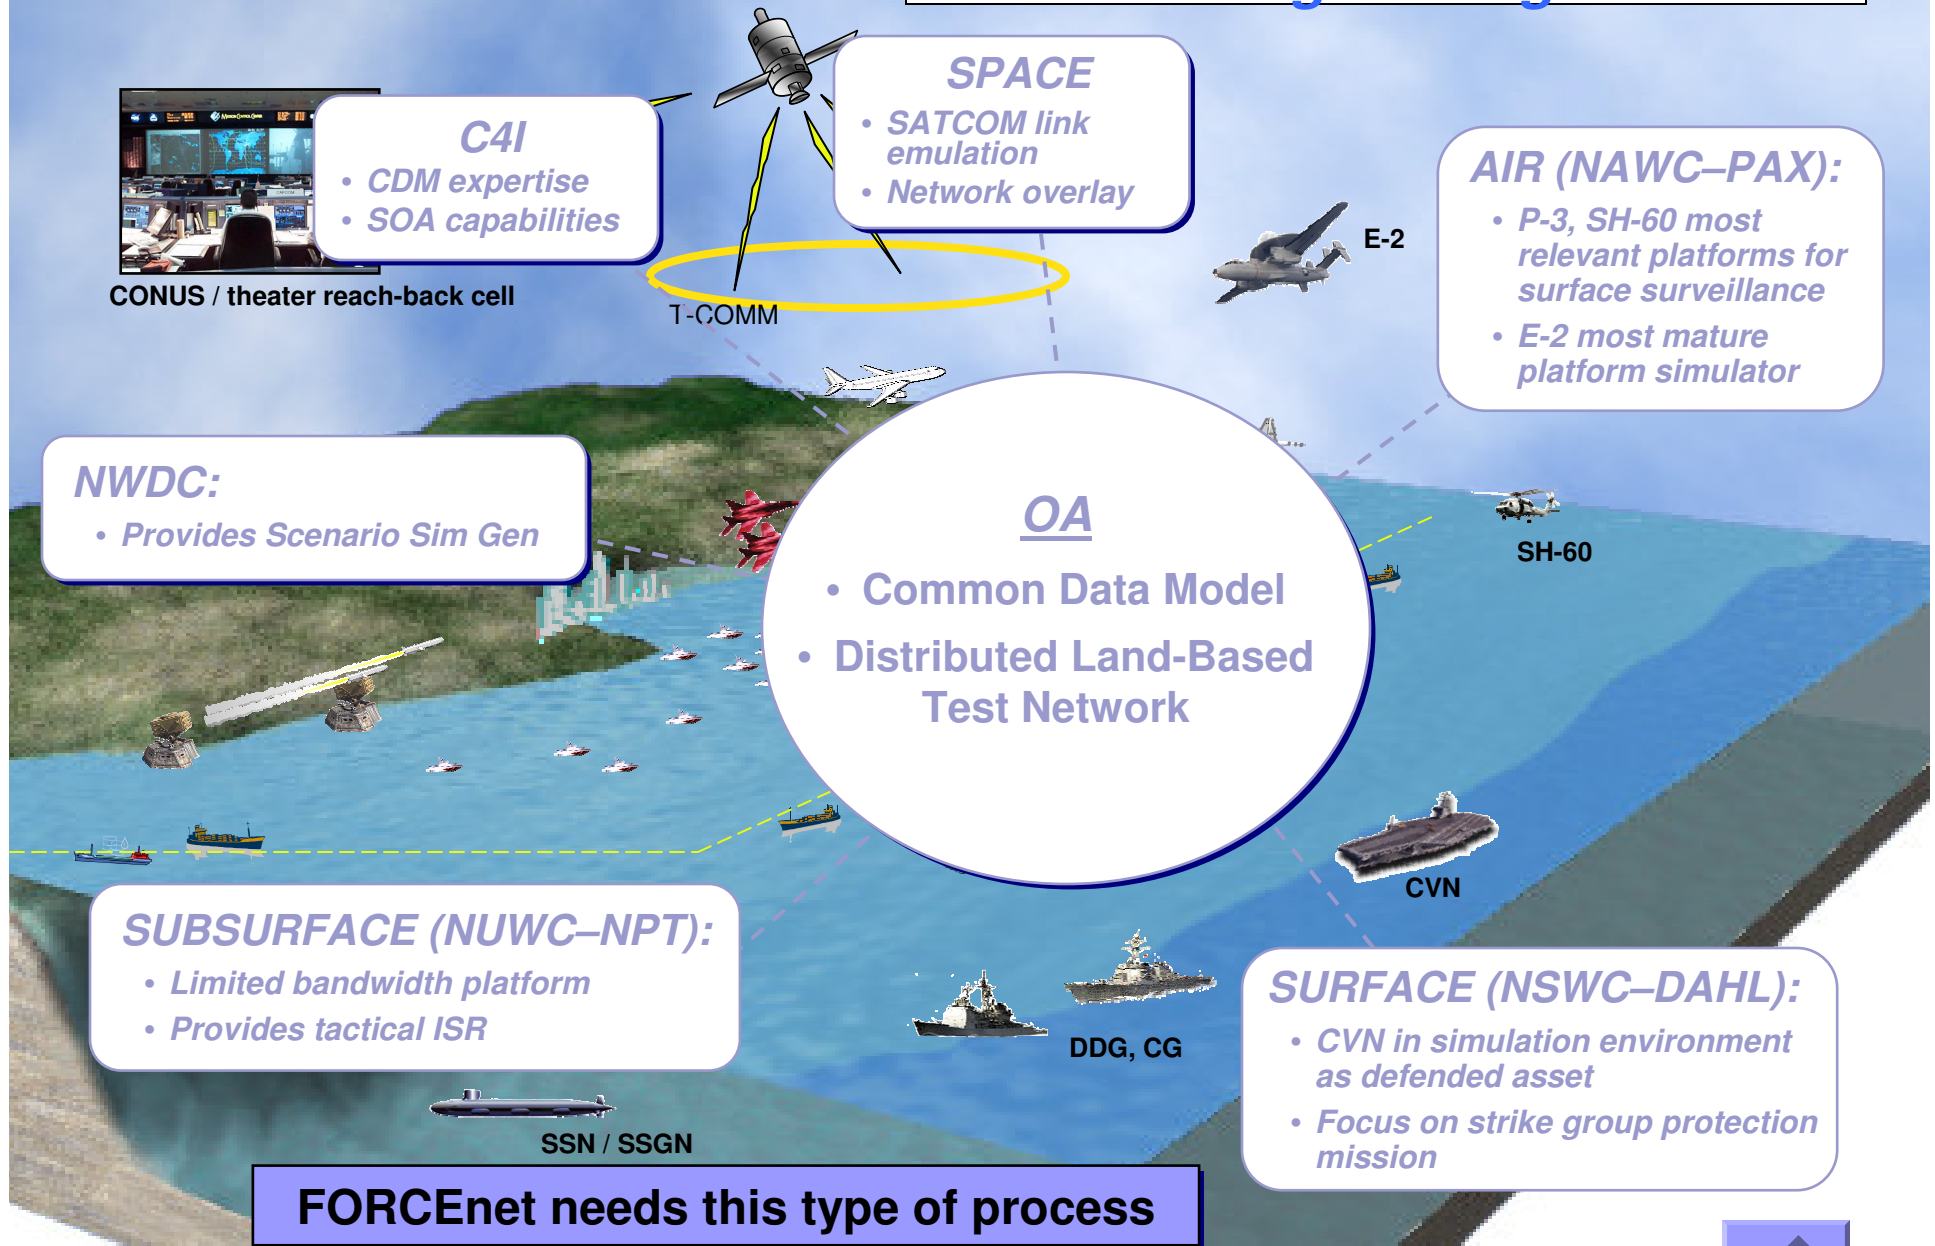 SPACE
• SATCOM link
emulation
• Network overlay
C4I
• CDM expertise
• SOA capabilities
CONUS / theater reach-back cell
T-COMM
E-2
AIR (NAWC–PAX):
• P-3, SH-60 most
relevant platforms for
surface surveillance
• E-2 most mature
platform simulator
NWDC:
• Provides Scenario Sim Gen
OA
• Common Data Model
• Distributed Land-Based
Test Network
SH-60
CVN
SUBSURFACE (NUWC–NPT):
• Limited bandwidth platform
• Provides tactical ISR
DDG, CG
SURFACE (NSWC–DAHL):
• CVN in simulation environment
as defended asset
• Focus on strike group protection
mission
SSN / SSGN
FORCEnet needs this type of process